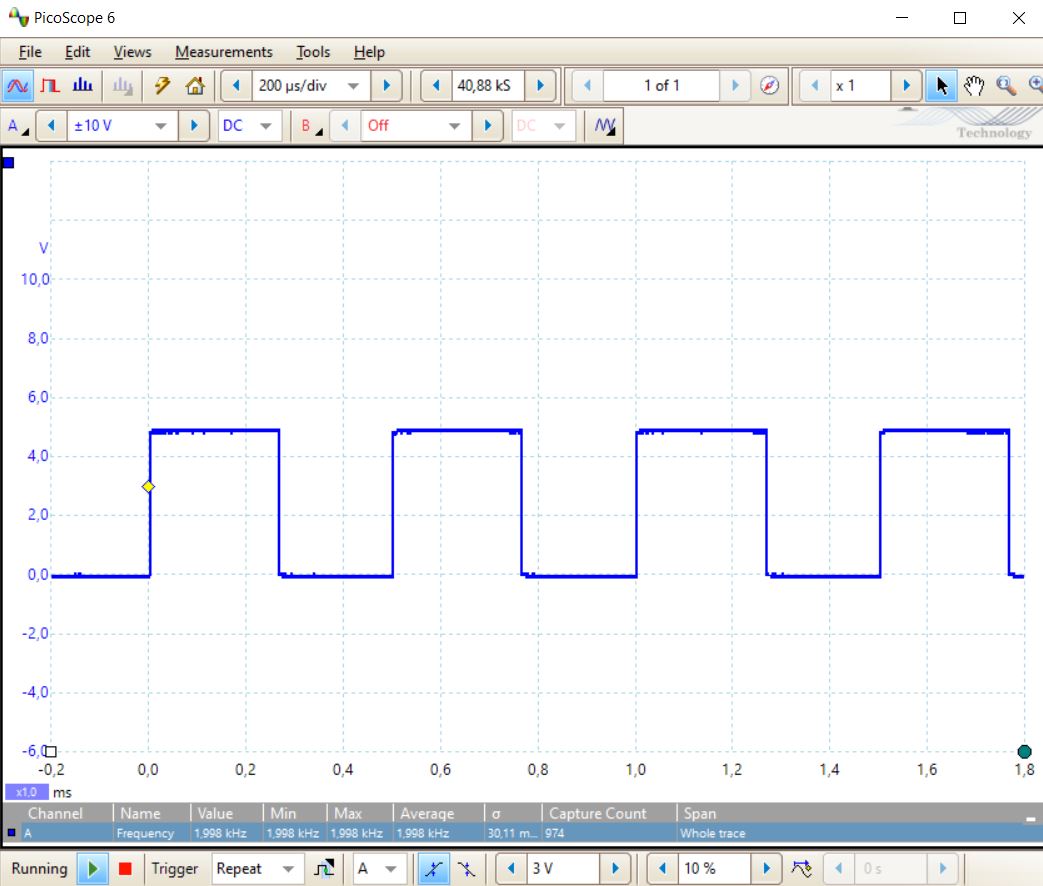 PicoScope 6
File Edit Views Measurements Tools Help
200 µs/div 40,88 kS 1 of 1 x 1
A ±10 V DC B Off DC
Technology
V
10,0
8,0
6,0
4,0
2,0
0,0
-2,0
-4,0
-6,0
-0,2 0,0 0,2 0,4 0,6 0,8 1,0 1,2 1,4 1,6 1,8
x1,0 ms
Channel Name Value Min Max Average σ Capture Count Span
A Frequency 1,998 kHz 1,998 kHz 1,998 kHz 1,998 kHz 30,11 m... 974 Whole trace
Running Trigger Repeat A 3 V 10 % 0 s